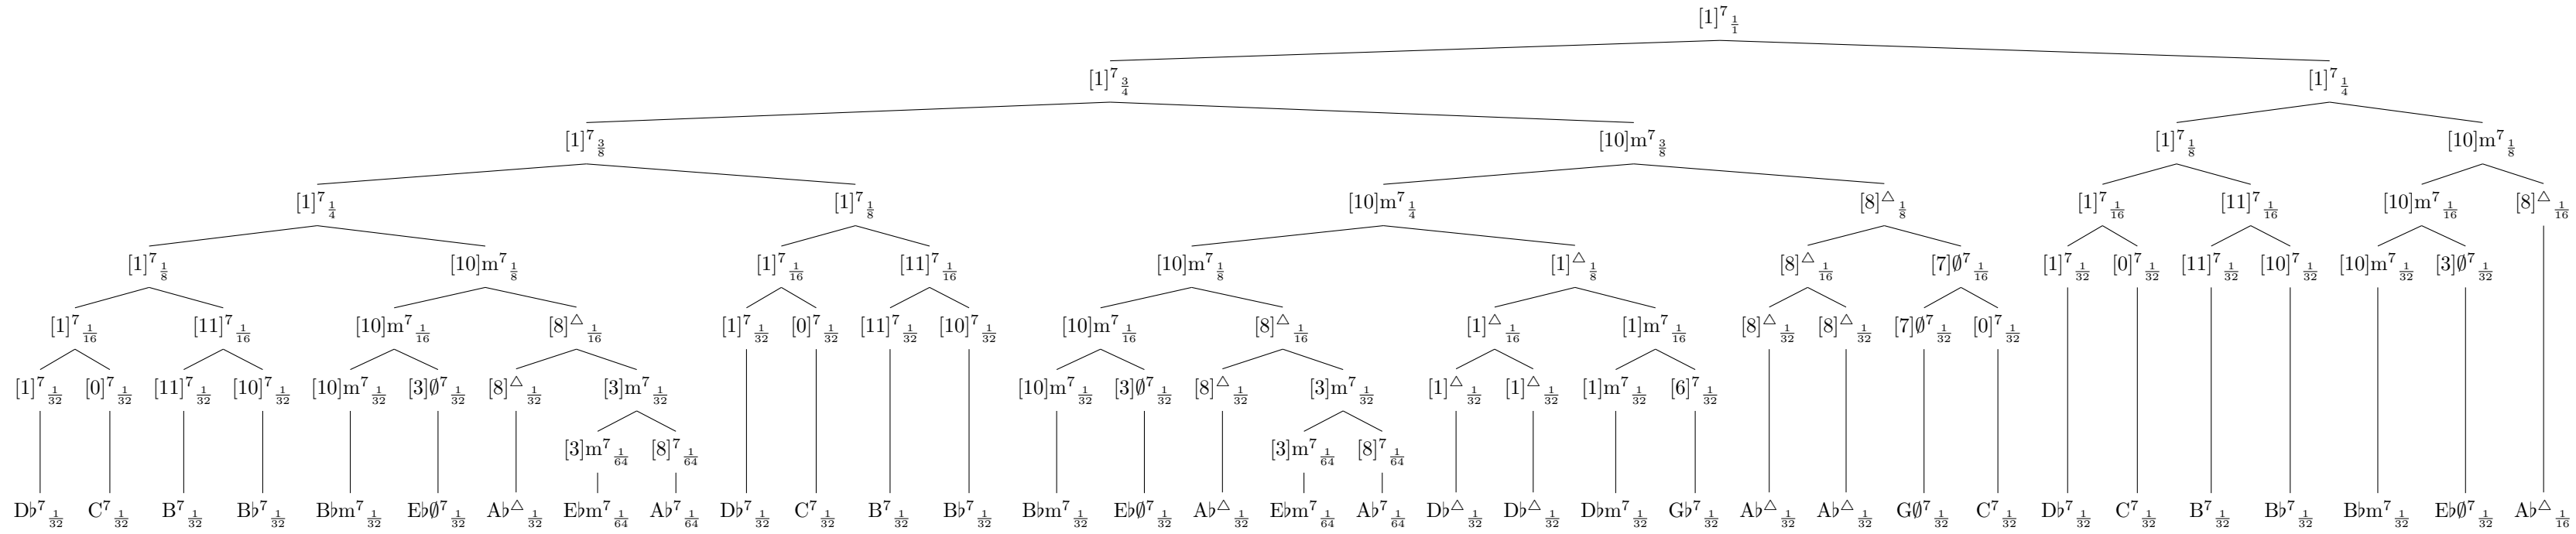 [1]⁷ 1/1
[1]⁷ 3/4 [1]⁷ 1/4
[1]⁷ 3/8 [10]m⁷ 3/8 [1]⁷ 1/8 [10]m⁷ 1/8
[1]⁷ 1/4 [1]⁷ 1/8 [10]m⁷ 1/4 [8]△ 1/8 [1]⁷ 1/16 [11]⁷ 1/16 [10]m⁷ 1/16 [8]△ 1/16
[1]⁷ 1/8 [10]m⁷ 1/8 [1]⁷ 1/16 [11]⁷ 1/16 [10]m⁷ 1/8 [1]△ 1/8 [8]△ 1/16 [7]∅⁷ 1/16 [1]⁷ 1/32 [0]⁷ 1/32 [11]⁷ 1/32 [10]⁷ 1/32 [10]m⁷ 1/32 [3]∅⁷ 1/32
[1]⁷ 1/16 [11]⁷ 1/16 [10]m⁷ 1/16 [8]△ 1/16 [1]⁷ 1/32 [0]⁷ 1/32 [11]⁷ 1/32 [10]⁷ 1/32 [10]m⁷ 1/16 [8]△ 1/16 [1]△ 1/16 [1]m⁷ 1/16 [8]△ 1/32 [8]△ 1/32 [7]∅⁷ 1/32 [0]⁷ 1/32
[1]⁷ 1/32 [0]⁷ 1/32 [11]⁷ 1/32 [10]⁷ 1/32 [10]m⁷ 1/32 [3]∅⁷ 1/32 [8]△ 1/32 [3]m⁷ 1/32 [10]m⁷ 1/32 [3]∅⁷ 1/32 [8]△ 1/32 [3]m⁷ 1/32 [1]△ 1/32 [1]△ 1/32 [1]m⁷ 1/32 [6]⁷ 1/32
[3]m⁷ 1/64 [8]⁷ 1/64 [3]m⁷ 1/64 [8]⁷ 1/64
D♭⁷ 1/32 C⁷ 1/32 B⁷ 1/32 B♭⁷ 1/32 B♭m⁷ 1/32 E♭∅⁷ 1/32 A♭△ 1/32 E♭m⁷ 1/64 A♭⁷ 1/64 D♭⁷ 1/32 C⁷ 1/32 B⁷ 1/32 B♭⁷ 1/32 B♭m⁷ 1/32 E♭∅⁷ 1/32 A♭△ 1/32 E♭m⁷ 1/64 A♭⁷ 1/64 D♭△ 1/32 D♭△ 1/32 D♭m⁷ 1/32 G♭⁷ 1/32 A♭△ 1/32 A♭△ 1/32 G∅⁷ 1/32 C⁷ 1/32 D♭⁷ 1/32 C⁷ 1/32 B⁷ 1/32 B♭⁷ 1/32 B♭m⁷ 1/32 E♭∅⁷ 1/32 A♭△ 1/16